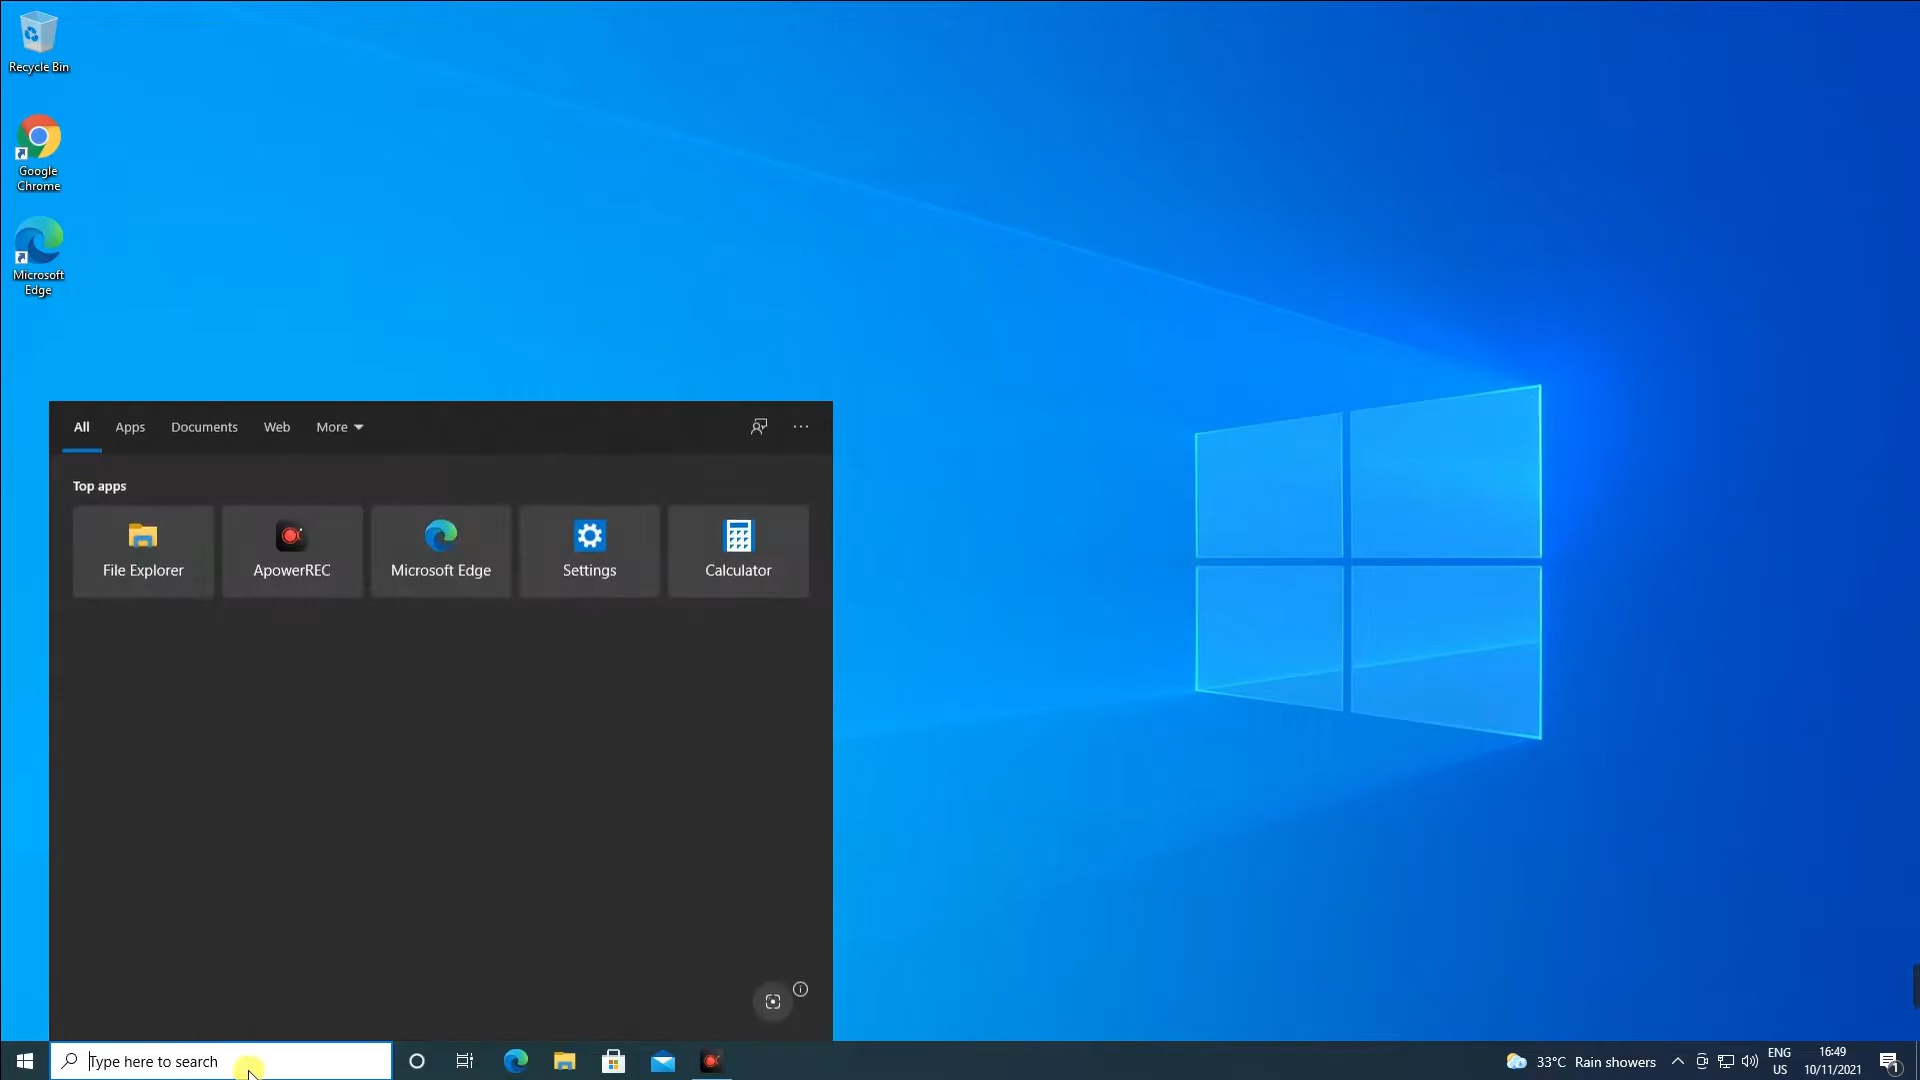 Recycle Bin
Google
Chrome
Microsoft
Edge
All Apps Documents Web More
Top apps
File Explorer ApowerREC Microsoft Edge Settings Calculator
Type here to search
33°C Rain showers
ENG
US
16:49
10/11/2021
1